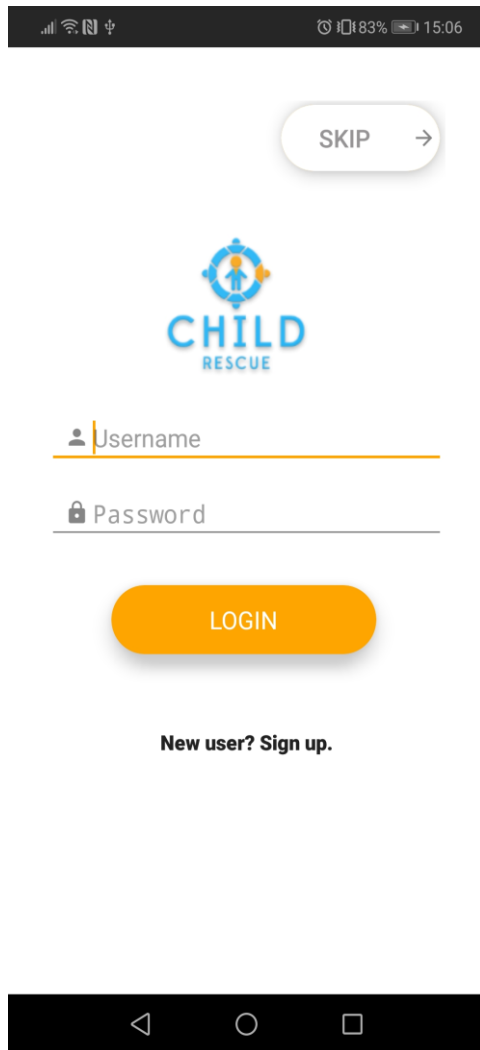 83% 15:06
SKIP
CHILD
RESCUE
Username
Password
LOGIN
New user? Sign up.